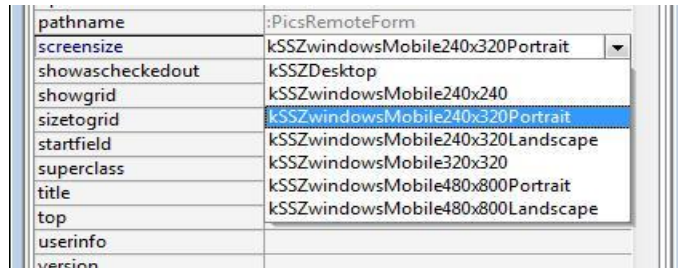 pathname :PicsRemoteForm
screensize kSSZwindowsMobile240x320Portrait
showascheckedout kSSZDesktop
showgrid kSSZwindowsMobile240x240
sizetogrid kSSZwindowsMobile240x320Portrait
startfield kSSZwindowsMobile240x320Landscape
superclass kSSZwindowsMobile320x320
title kSSZwindowsMobile480x800Portrait
top kSSZwindowsMobile480x800Landscape
userinfo
version